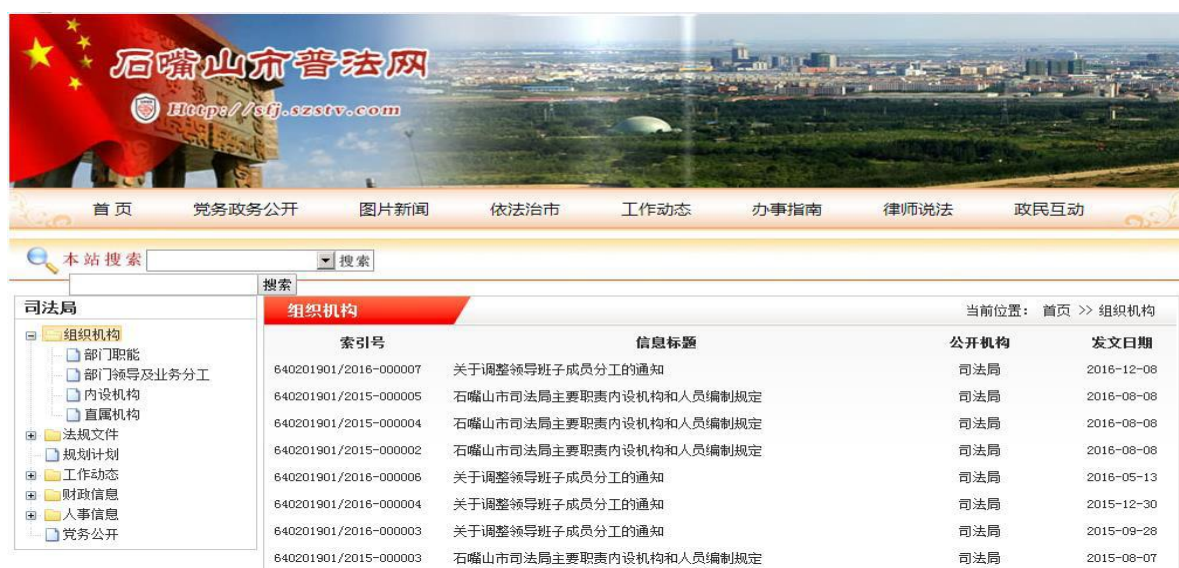 石嘴山市普法网
Http://sfj.szstv.com
首页 党务政务公开 图片新闻 依法治市 工作动态 办事指南 律师说法 政民互动
本站搜索 搜索
搜索
司法局
组织机构
部门职能
部门领导及业务分工
内设机构
直属机构
法规文件
规划计划
工作动态
财政信息
人事信息
党务公开
组织机构 当前位置： 首页 >> 组织机构
索引号 信息标题 公开机构 发文日期
640201901/2016-000007 关于调整领导班子成员分工的通知 司法局 2016-12-08
640201901/2015-000005 石嘴山市司法局主要职责内设机构和人员编制规定 司法局 2016-08-08
640201901/2015-000004 石嘴山市司法局主要职责内设机构和人员编制规定 司法局 2016-08-08
640201901/2015-000002 石嘴山市司法局主要职责内设机构和人员编制规定 司法局 2016-08-08
640201901/2016-000006 关于调整领导班子成员分工的通知 司法局 2016-05-13
640201901/2016-000004 关于调整领导班子成员分工的通知 司法局 2015-12-30
640201901/2016-000003 关于调整领导班子成员分工的通知 司法局 2015-09-28
640201901/2015-000003 石嘴山市司法局主要职责内设机构和人员编制规定 司法局 2015-08-07